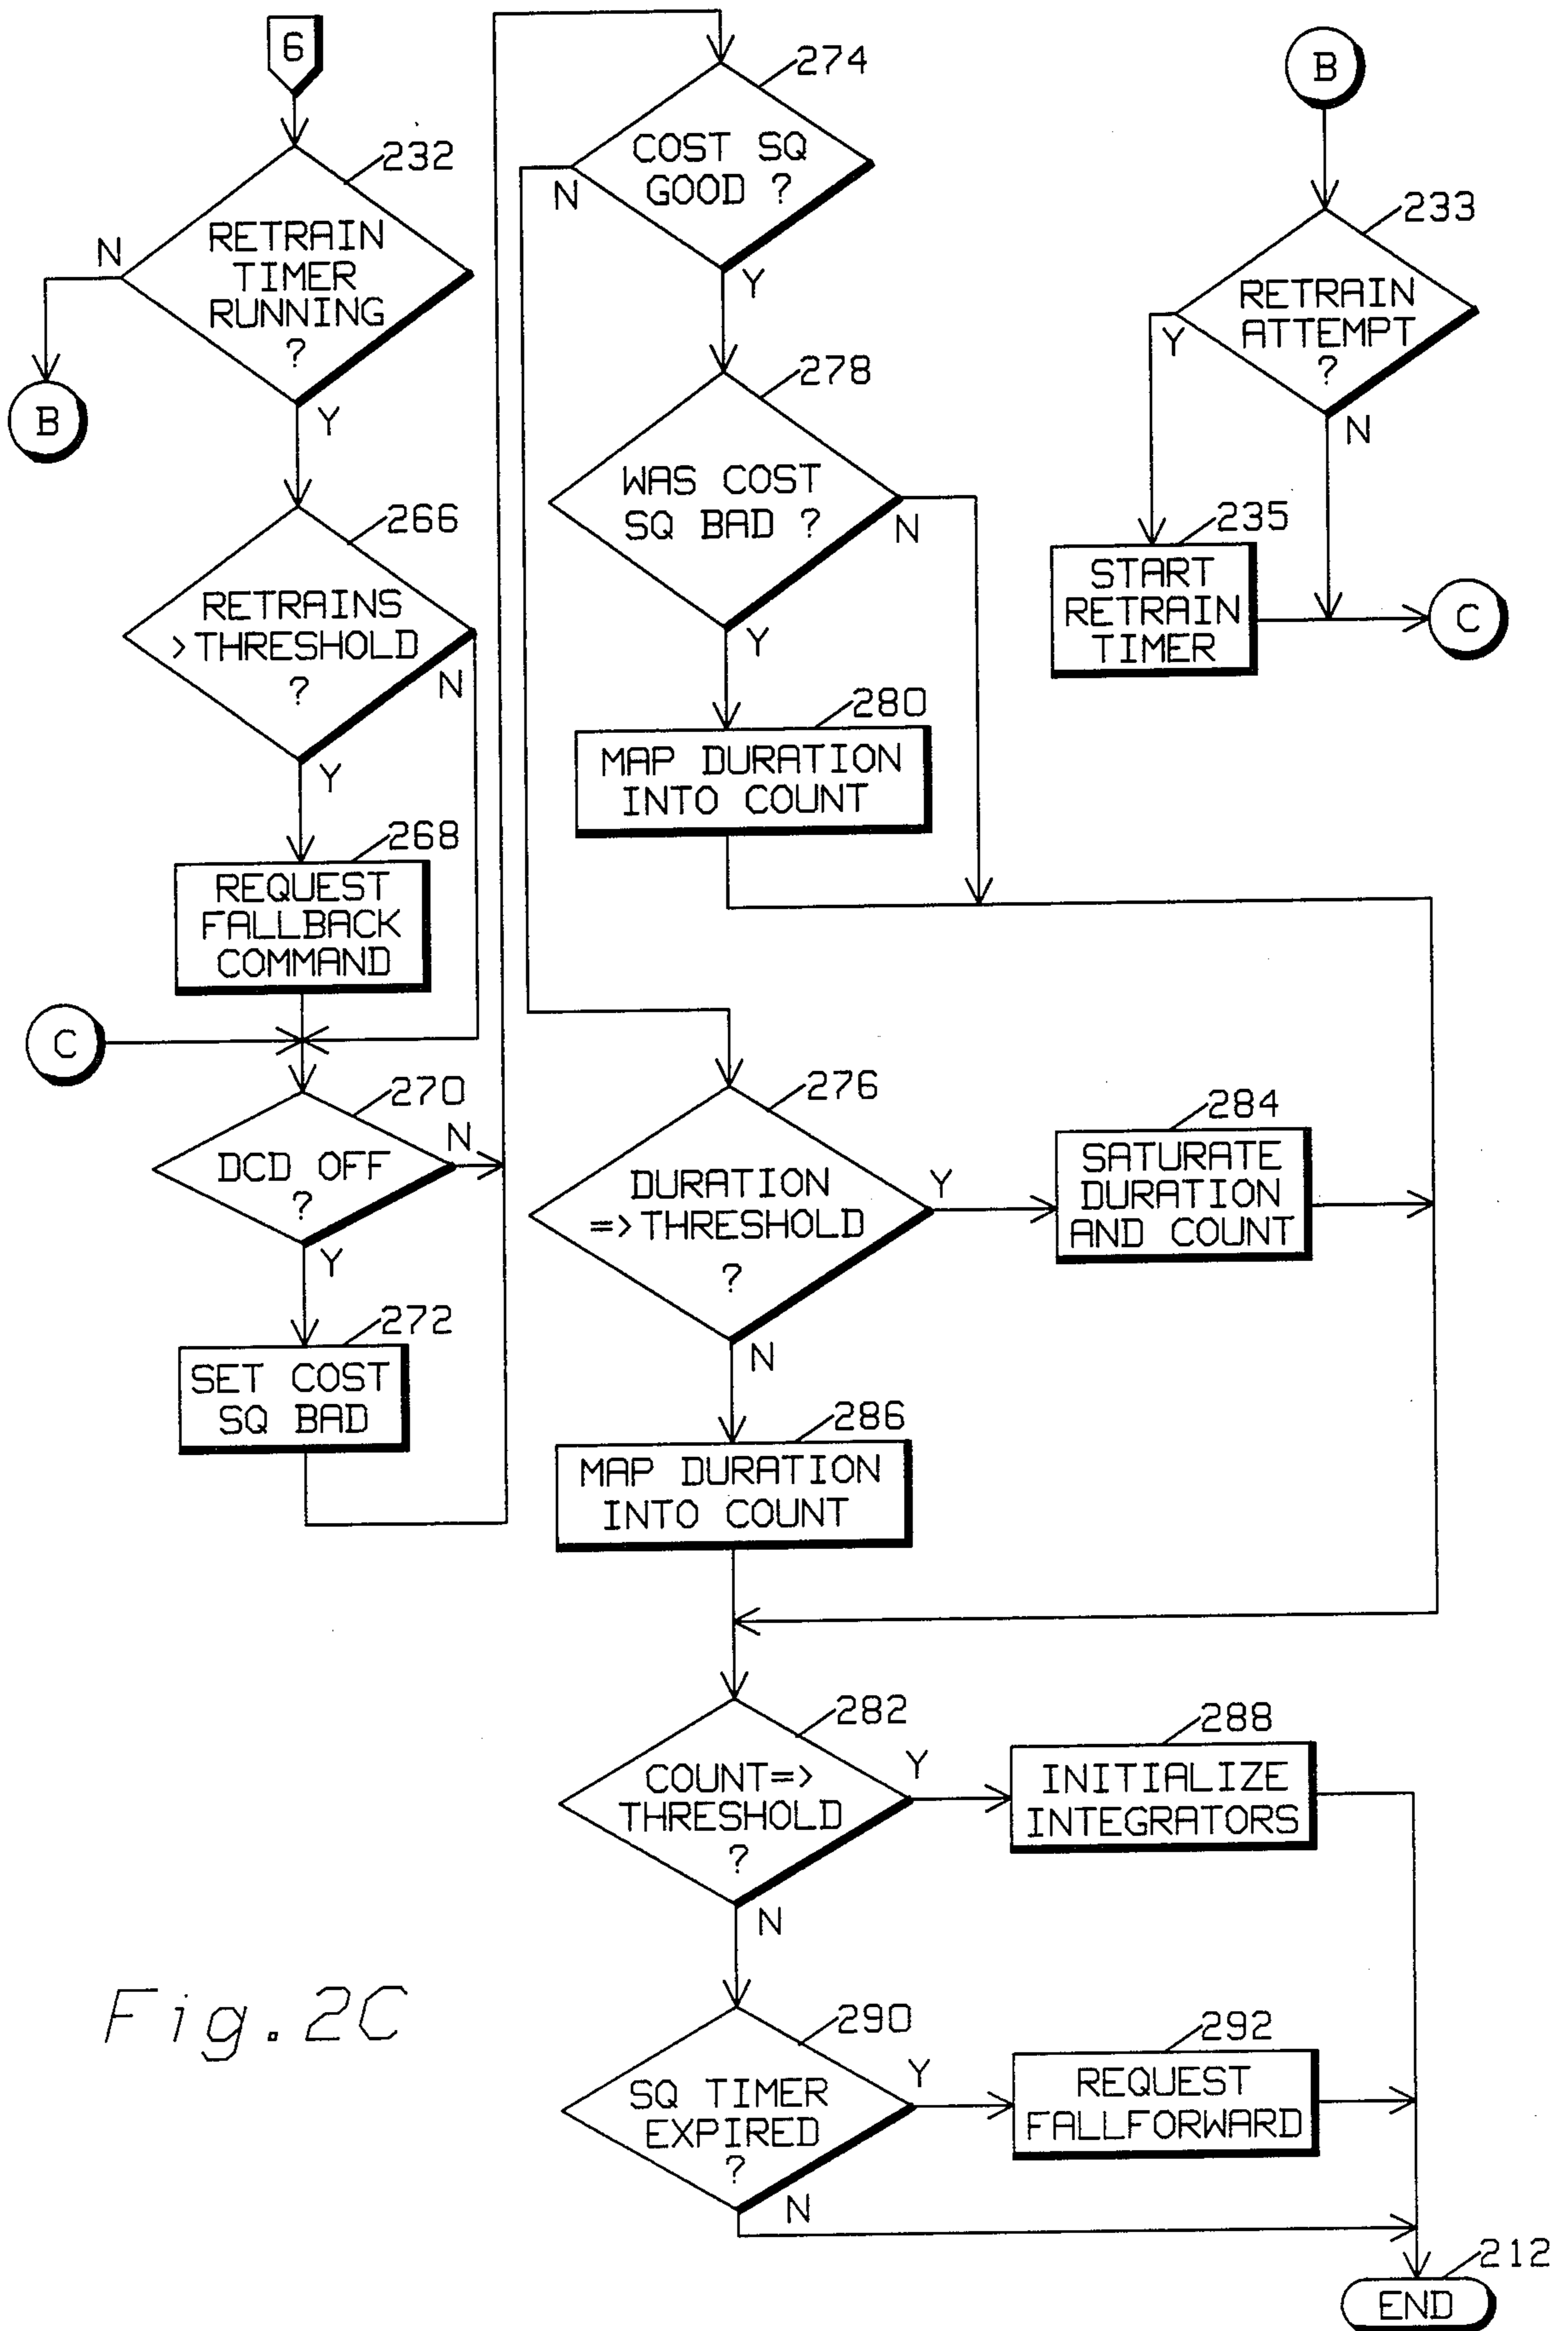 6
232
RETRAIN
TIMER
RUNNING
?
N
Y
B
266
RETRAINS
>THRESHOLD
?
N
Y
268
REQUEST
FALLBACK
COMMAND
C
270
DCD OFF
?
N
Y
272
SET COST
SQ BAD
274
COST SQ
GOOD ?
N
Y
278
WAS COST
SQ BAD ?
N
Y
280
MAP DURATION
INTO COUNT
B
233
RETRAIN
ATTEMPT
?
Y
N
235
START
RETRAIN
TIMER
C
276
DURATION
=>THRESHOLD
?
Y
N
284
SATURATE
DURATION
AND COUNT
286
MAP DURATION
INTO COUNT
282
COUNT=>
THRESHOLD
?
Y
N
288
INITIALIZE
INTEGRATORS
290
SQ TIMER
EXPIRED
?
Y
N
292
REQUEST
FALLFORWARD
212
END
Fig.2C